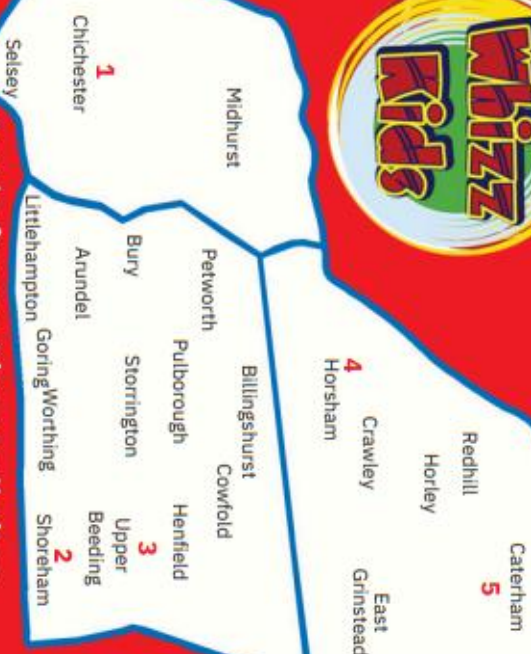 Whizz
Kids
Caterham
5
Redhill
Horley
East
Grinstead
Crawley
4
Horsham
Midhurst
Billingshurst
Cowfold
Petworth
Pulborough
Henfield
3
Bury
Storrington
Upper
Beeding
1
Chichester
Arundel
2
Littlehampton
Goring
Worthing
Shoreham
Selsey